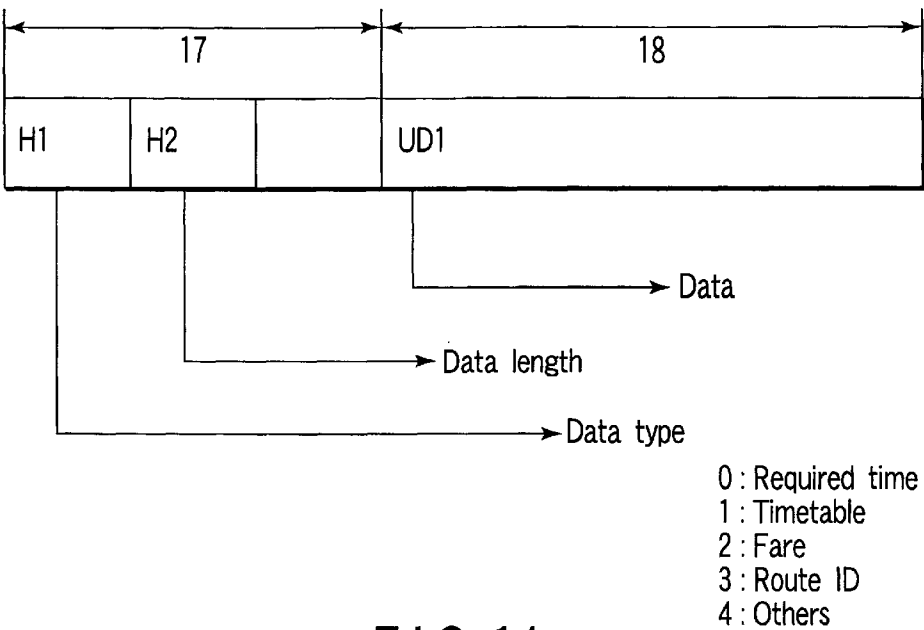 17 18
H1 H2 UD1
Data
Data length
Data type
0 : Required time
1 : Timetable
2 : Fare
3 : Route ID
4 : Others